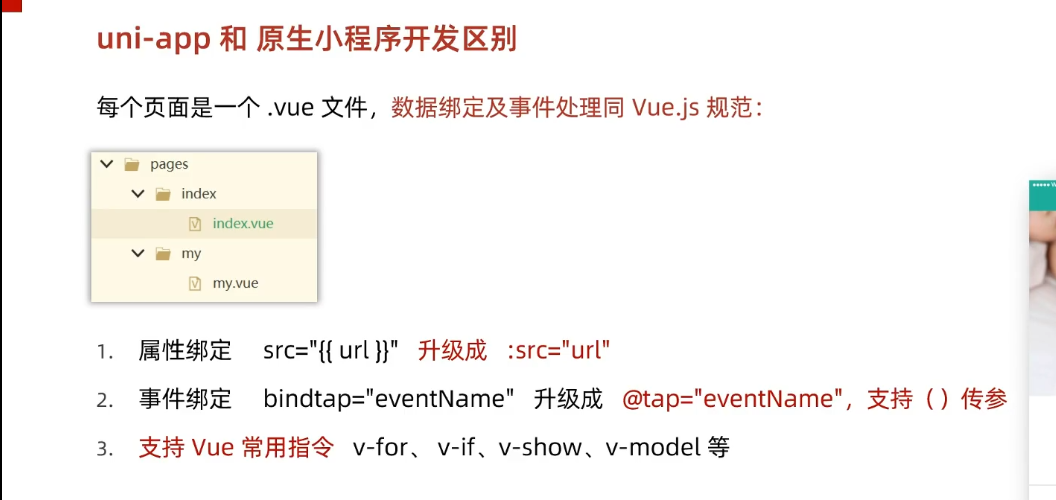 uni-app 和 原生小程序开发区别
每个页面是一个 .vue 文件，数据绑定及事件处理同 Vue.js 规范：
pages
index
index.vue
my
my.vue
1. 属性绑定 src="{{ url }}" 升级成 :src="url"
2. 事件绑定 bindtap="eventName" 升级成 @tap="eventName"，支持（）传参
3. 支持 Vue 常用指令 v-for、 v-if、v-show、v-model 等